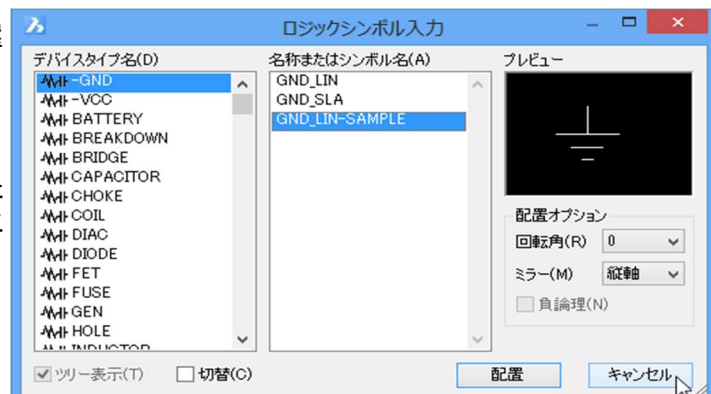 ロジックシンボル入力
デバイスタイプ名(D)
名称またはシンボル名(A)
プレビュー
-GND
-VCC
BATTERY
BREAKDOWN
BRIDGE
CAPACITOR
CHOKE
COIL
DIAC
DIODE
FET
FUSE
GEN
HOLE
INDUCTOR
GND_LIN
GND_SLA
GND_LIN-SAMPLE
配置オプション
回転角(R) 0
ミラー(M) 縦軸
負論理(N)
ツリー表示(T) 切替(C)
配置 キャンセル